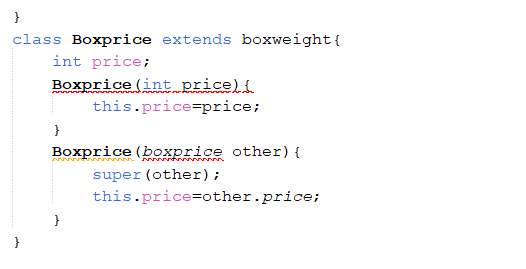 }
class Boxprice extends boxweight{
int price;
Boxprice(int price){
this.price=price;
}
Boxprice(boxprice other){
super(other);
this.price=other.price;
}
}